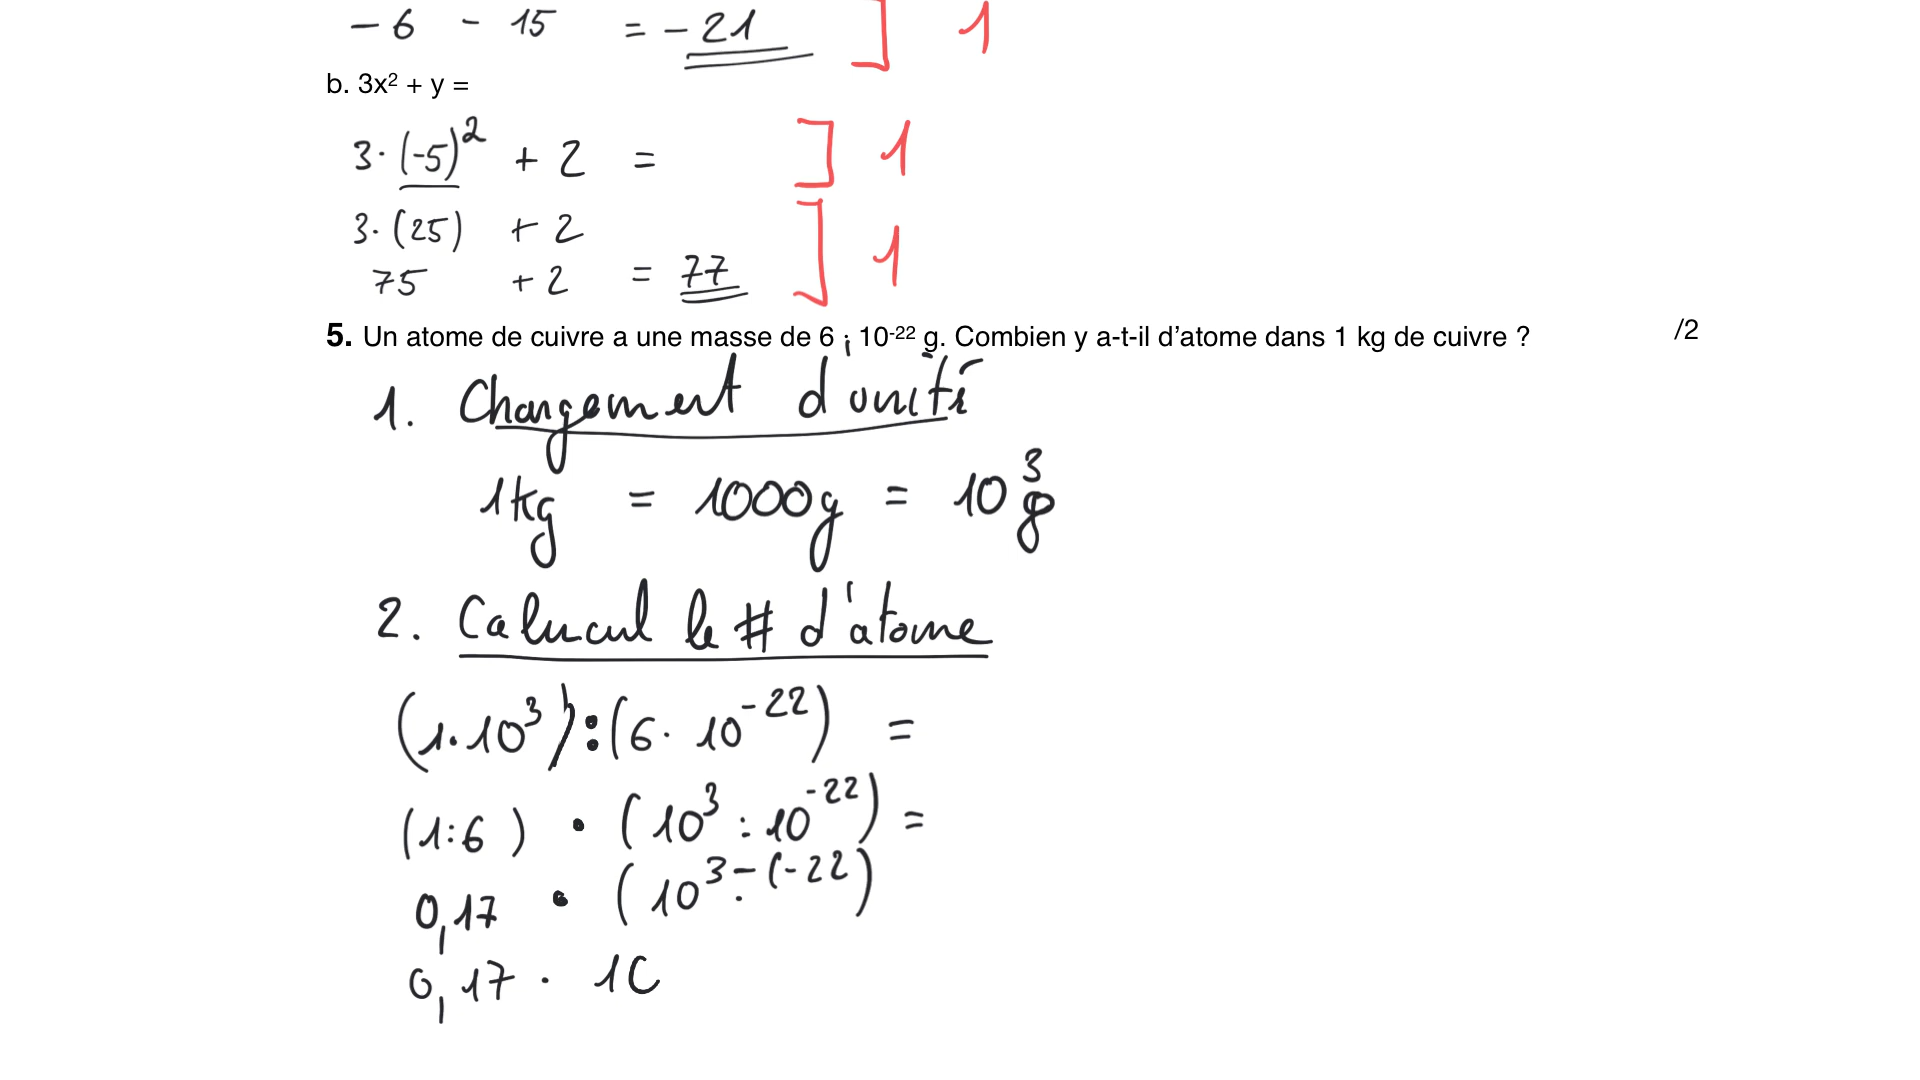 − 6 - 15 = − 21 ] 1
b. 3x² + y =
3·(-5)² + 2 = ] 1
3·(25) + 2
75 + 2 = 77 ] 1
5. Un atome de cuivre a une masse de 6 · 10⁻²² g. Combien y a-t-il d’atome dans 1 kg de cuivre ? /2
1. Changement d'unité
1kg = 1000g = 10³ g
2. Calucul le # d'atome
(1·10³):(6·10⁻²²) =
(1:6) · (10³ : 10⁻²²) =
0,17 · (10³⁻⁽⁻²²⁾)
0,17 · 1C